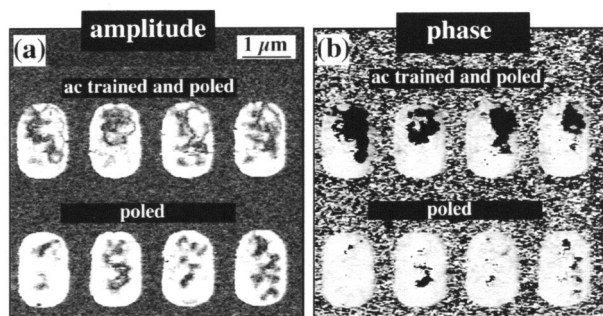 amplitude
(a)
1 μm
ac trained and poled
poled
phase
(b)
ac trained and poled
poled